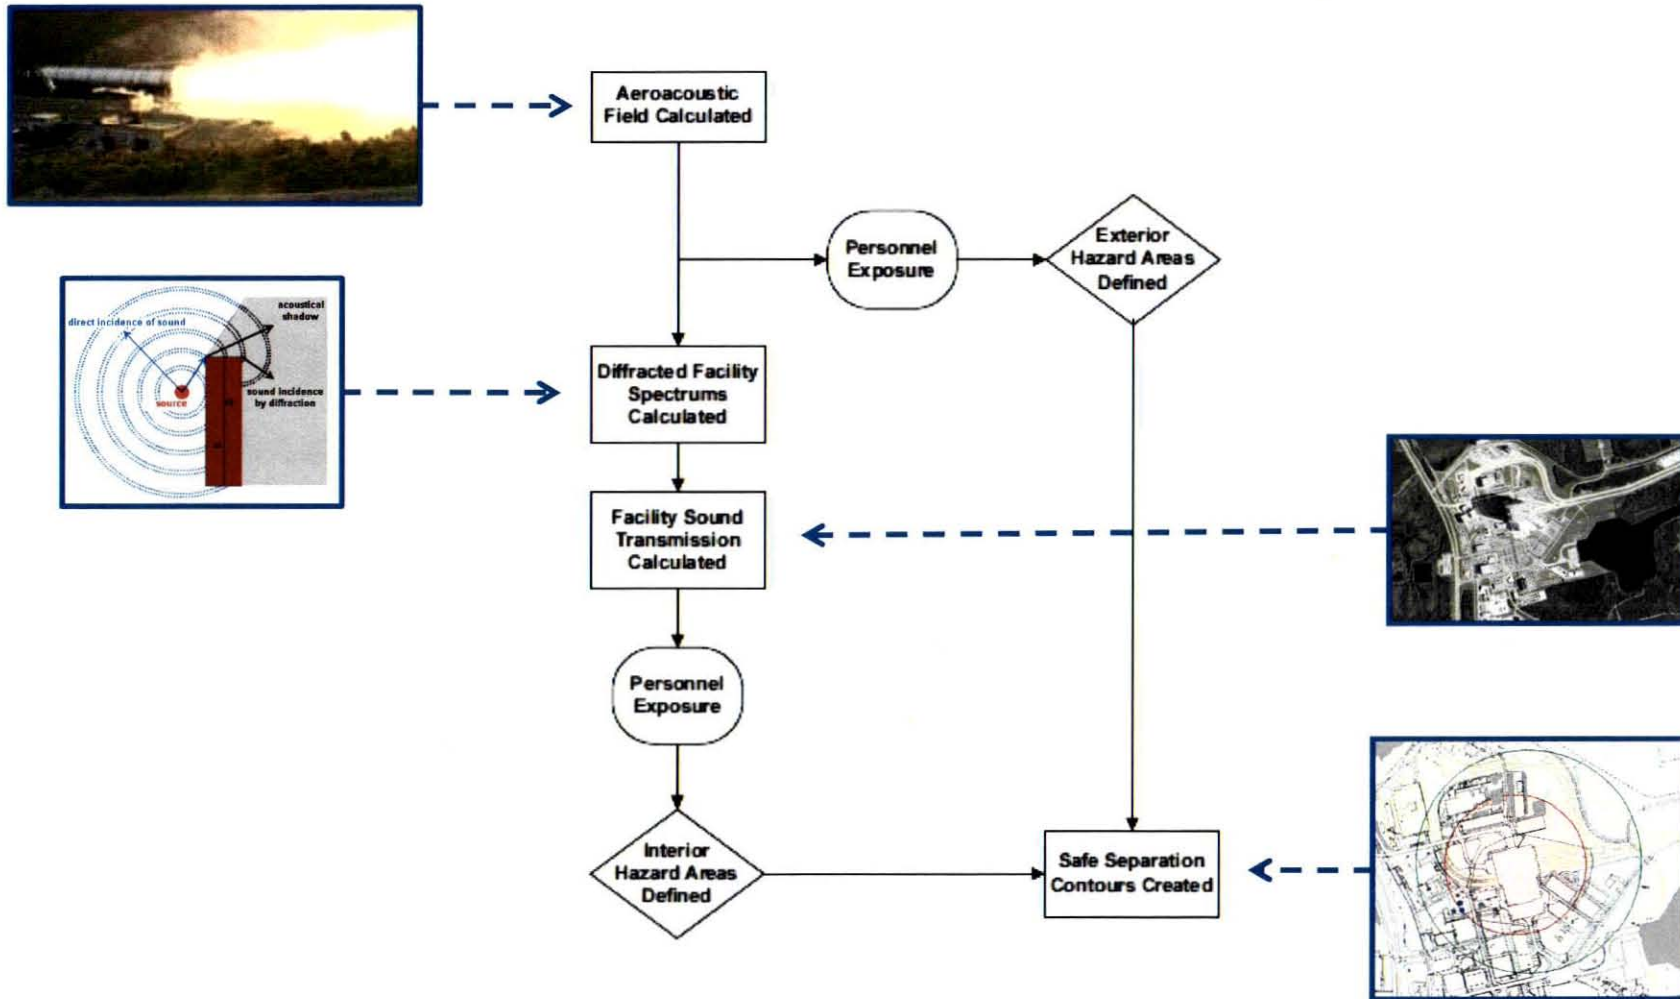 Aeroacoustic
Field Calculated
Personnel
Exposure
Exterior
Hazard Areas
Defined
acoustical
shadow
direct incidence of sound
source
sound incidence
by diffraction
Diffracted Facility
Spectrums
Calculated
Facility Sound
Transmission
Calculated
Personnel
Exposure
Interior
Hazard Areas
Defined
Safe Separation
Contours Created